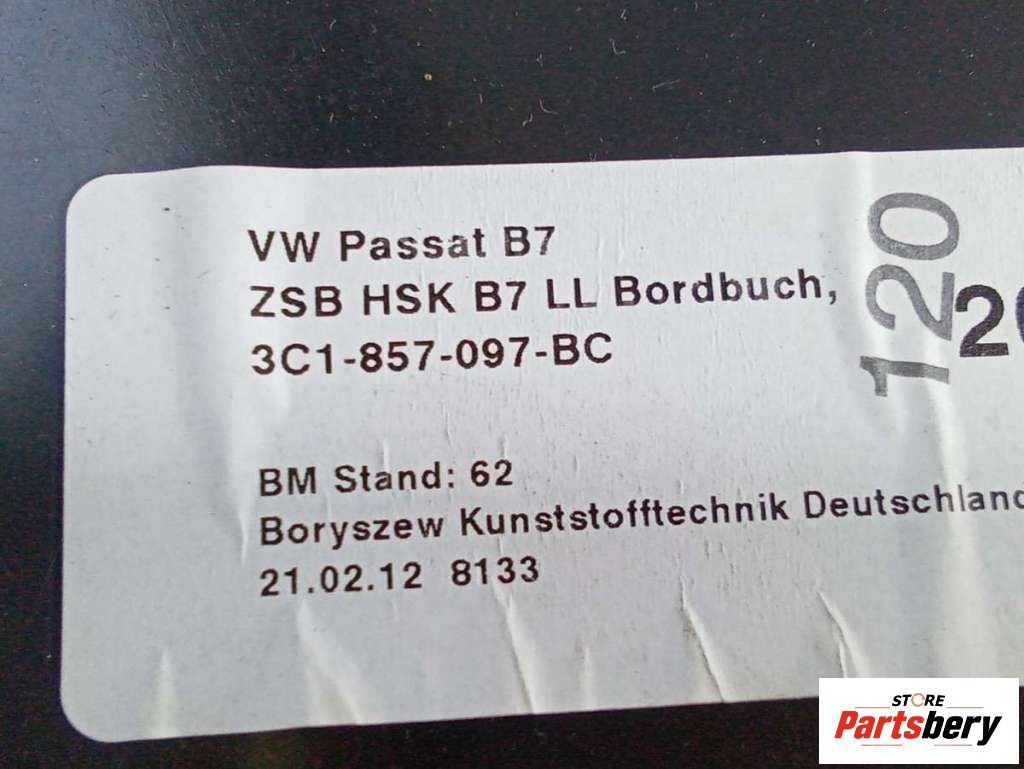 VW Passat B7
ZSB HSK B7 LL Bordbuch,
3C1-857-097-BC
120
BM Stand: 62
Boryszew Kunststofftechnik Deutschland
21.02.12 8133
STORE
Partsbery